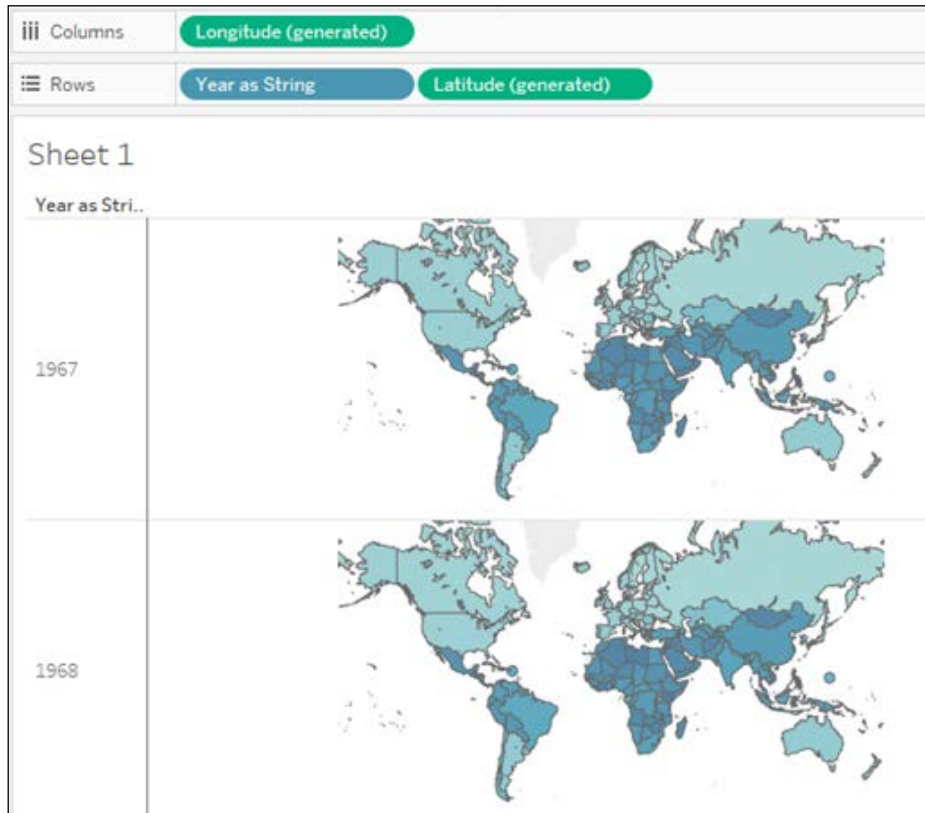 Columns Longitude (generated)
Rows Year as String Latitude (generated)
Sheet 1
Year as Stri..
1967
1968